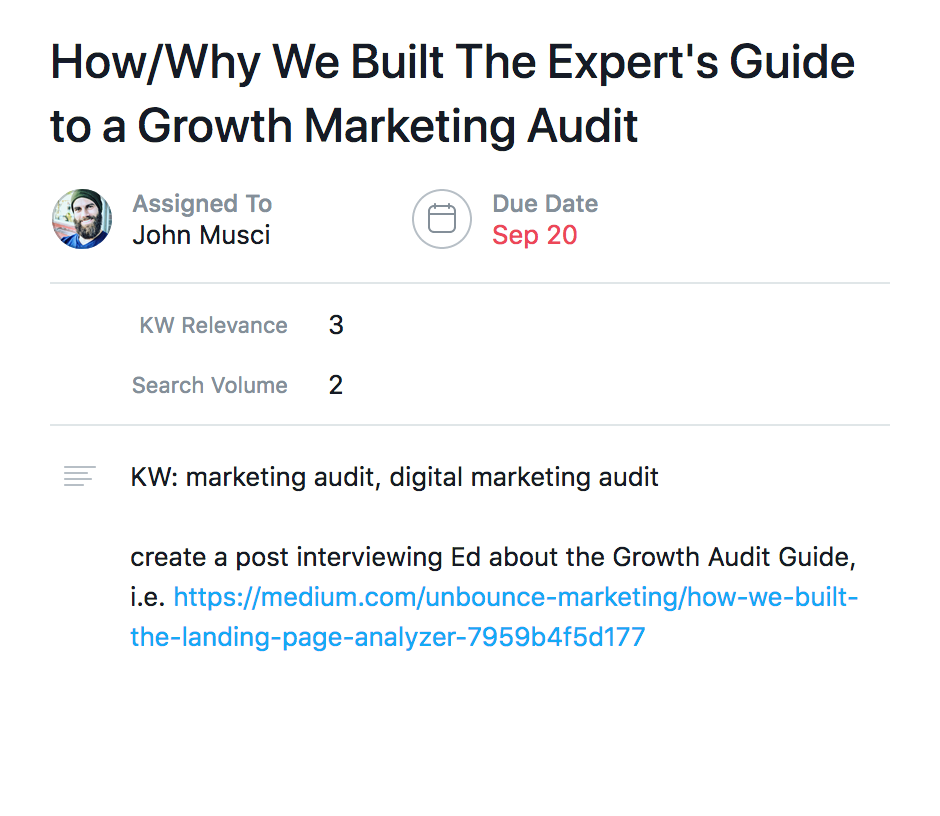 How/Why We Built The Expert's Guide
to a Growth Marketing Audit
Assigned To
John Musci
Due Date
Sep 20
KW Relevance 3
Search Volume 2
KW: marketing audit, digital marketing audit
create a post interviewing Ed about the Growth Audit Guide,
i.e. https://medium.com/unbounce-marketing/how-we-built-
the-landing-page-analyzer-7959b4f5d177